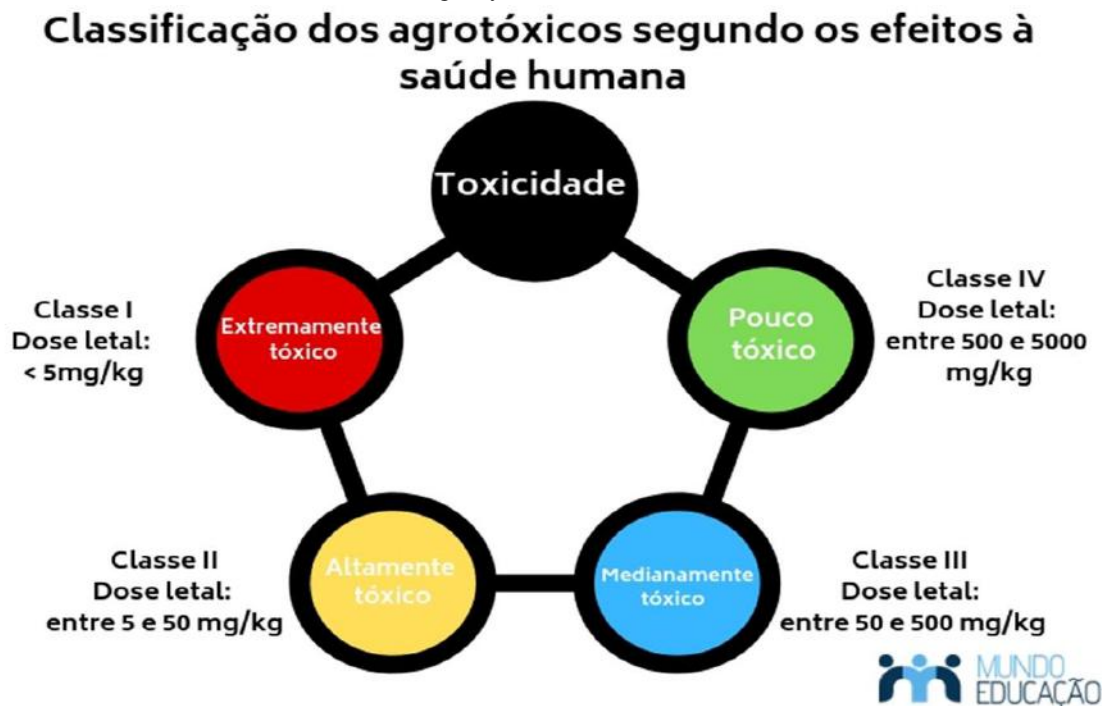 Classificação dos agrotóxicos segundo os efeitos à
saúde humana
Toxicidade
Classe I
Dose letal:
< 5mg/kg
Extremamente
tóxico
Pouco
tóxico
Classe IV
Dose letal:
entre 500 e 5000
mg/kg
Classe II
Dose letal:
entre 5 e 50 mg/kg
Altamente
tóxico
Medianamente
tóxico
Classe III
Dose letal:
entre 50 e 500 mg/kg
MUNDO
EDUCAÇÃO